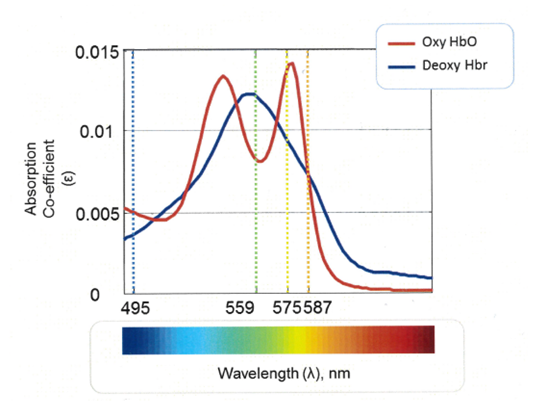 Oxy HbO
Deoxy Hbr
0.015
0.01
0.005
0
Absorption
Co-efficient
(ε)
495
559
575
587
Wavelength (λ), nm